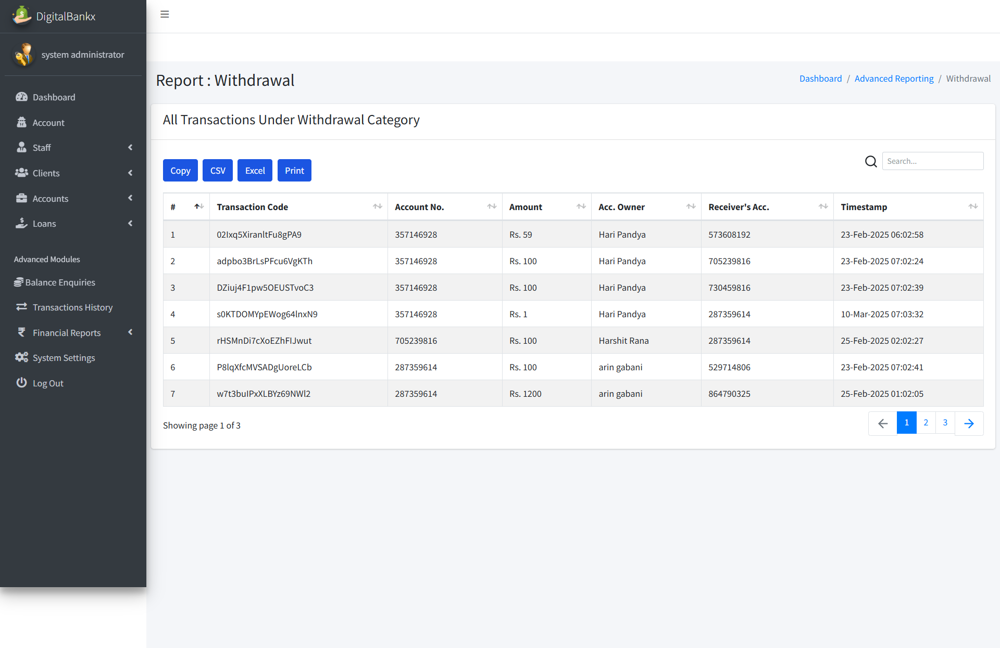 DigitalBankx
system administrator
Dashboard
Account
Staff
Clients
Accounts
Loans
Advanced Modules
Balance Enquiries
Transactions History
Financial Reports
System Settings
Log Out
Report : Withdrawal
Dashboard / Advanced Reporting / Withdrawal
All Transactions Under Withdrawal Category
Copy CSV Excel Print
Search...
# Transaction Code Account No. Amount Acc. Owner Receiver's Acc. Timestamp
1 02Ixq5XiranltFu8gPA9 357146928 Rs. 59 Hari Pandya 573608192 23-Feb-2025 06:02:58
2 adpbo3BrLsPFcu6VgKTh 357146928 Rs. 100 Hari Pandya 705239816 23-Feb-2025 07:02:24
3 DZiuj4F1pw5OEUSTvoC3 357146928 Rs. 100 Hari Pandya 730459816 23-Feb-2025 07:02:39
4 s0KTDOMYpEWog64lnxN9 357146928 Rs. 1 Hari Pandya 287359614 10-Mar-2025 07:03:32
5 rHSMnDi7cXoEZhFIJwut 705239816 Rs. 100 Harshit Rana 287359614 25-Feb-2025 02:02:27
6 P8lqXfcMVSADgUoreLCb 287359614 Rs. 100 arin gabani 529714806 23-Feb-2025 07:02:41
7 w7t3buIPxXLBYz69NWl2 287359614 Rs. 1200 arin gabani 864790325 25-Feb-2025 01:02:05
Showing page 1 of 3
1 2 3